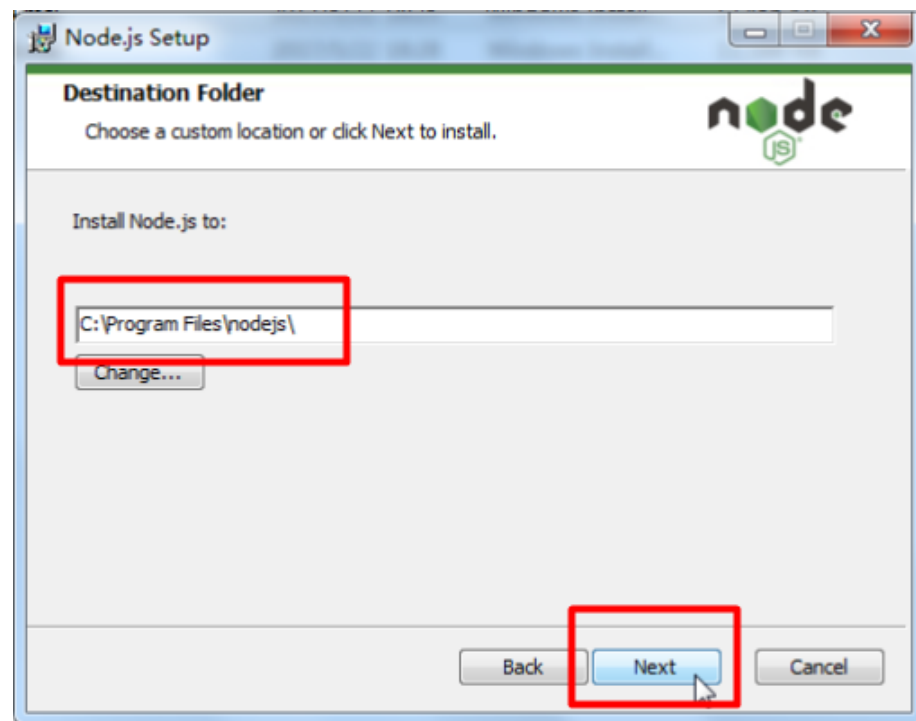 Node.js Setup
Destination Folder
Choose a custom location or click Next to install.
node
JS
Install Node.js to:
C:\Program Files\nodejs\
Change...
Back
Next
Cancel